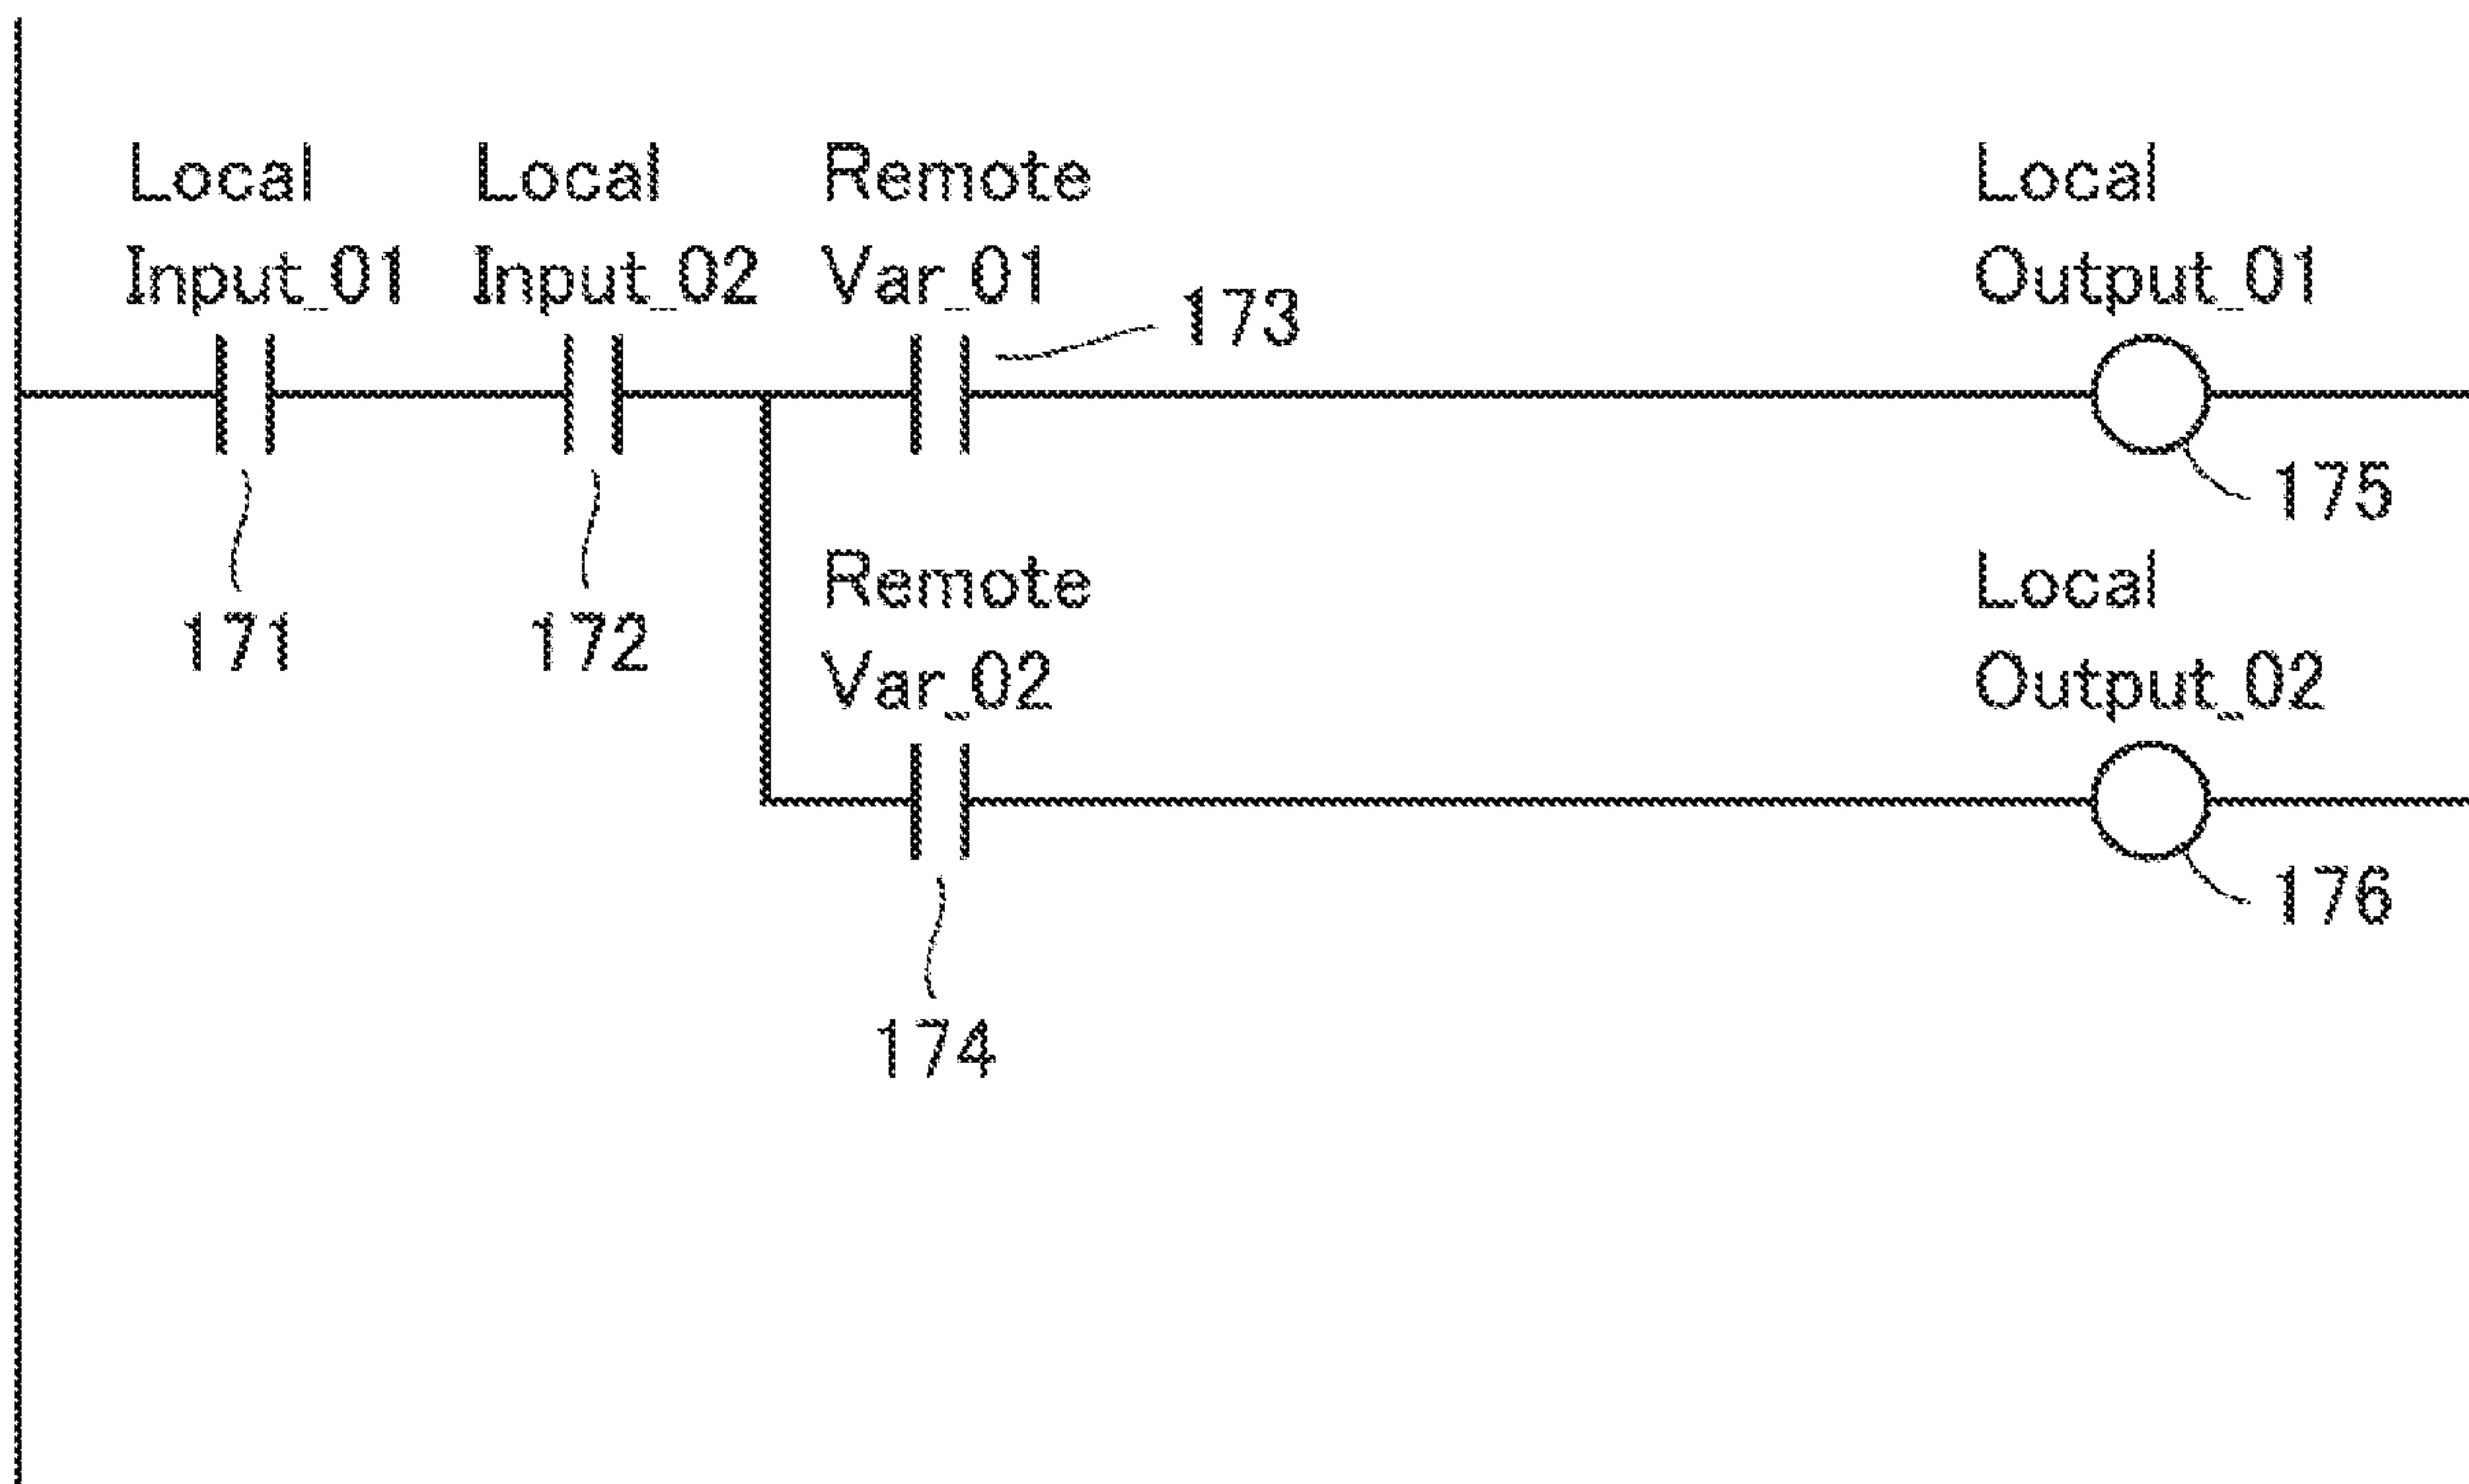 Local
Input_01
Local
Input_02
Remote
Var_01
173
Local
Output_01
175
171
172
Remote
Var_02
174
Local
Output_02
176